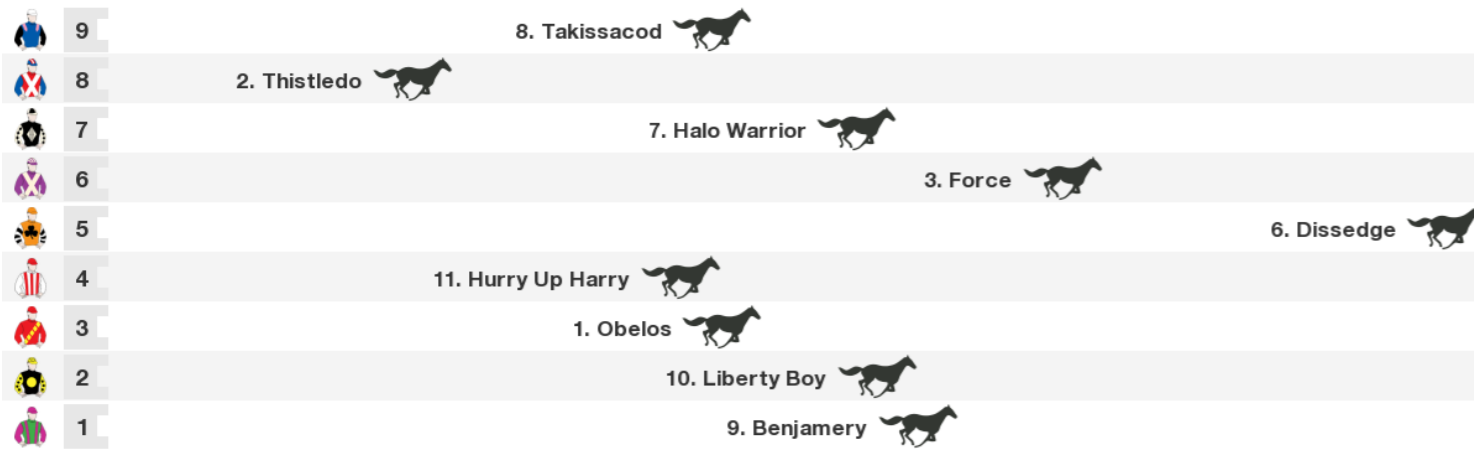 9 8. Takissacod
8 2. Thistledo
7 7. Halo Warrior
6 3. Force
5 6. Dissedge
4 11. Hurry Up Harry
3 1. Obelos
2 10. Liberty Boy
1 9. Benjamery